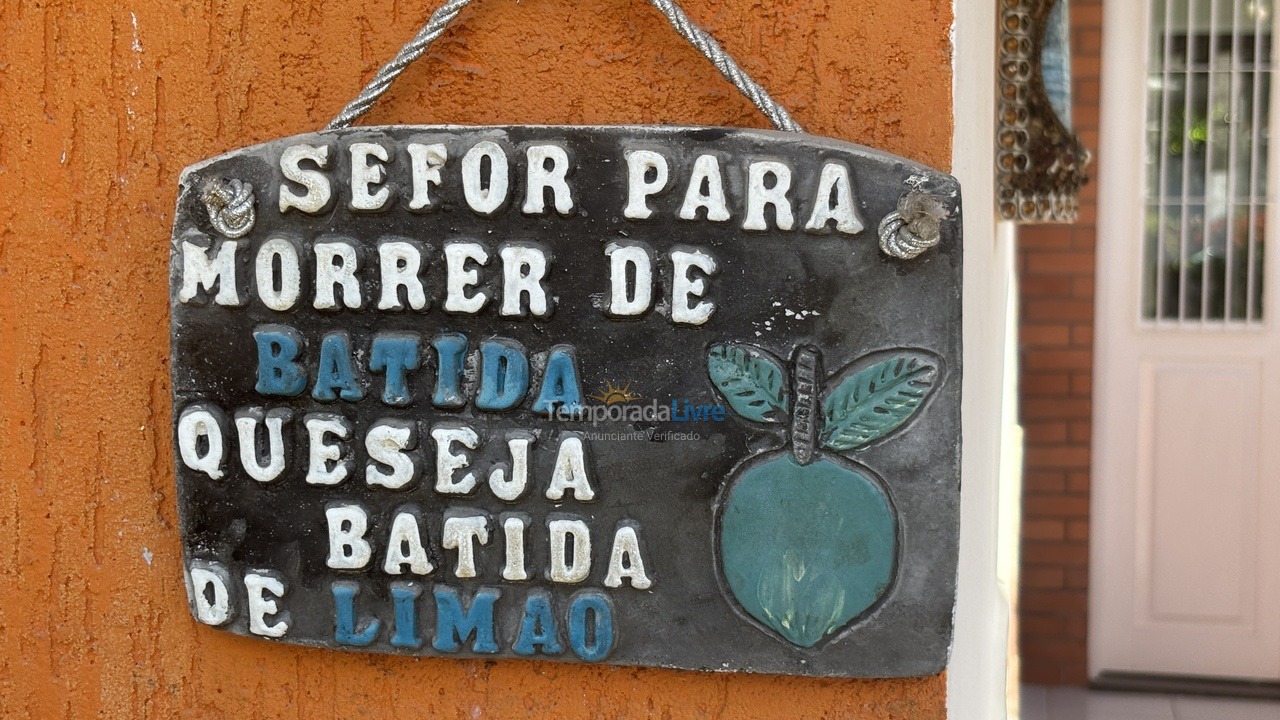 SEFOR PARA
MORRER DE
BATIDA
QUESEJA
BATIDA
DE LIMAO
TemporadaLivre
Anunciante Verificado